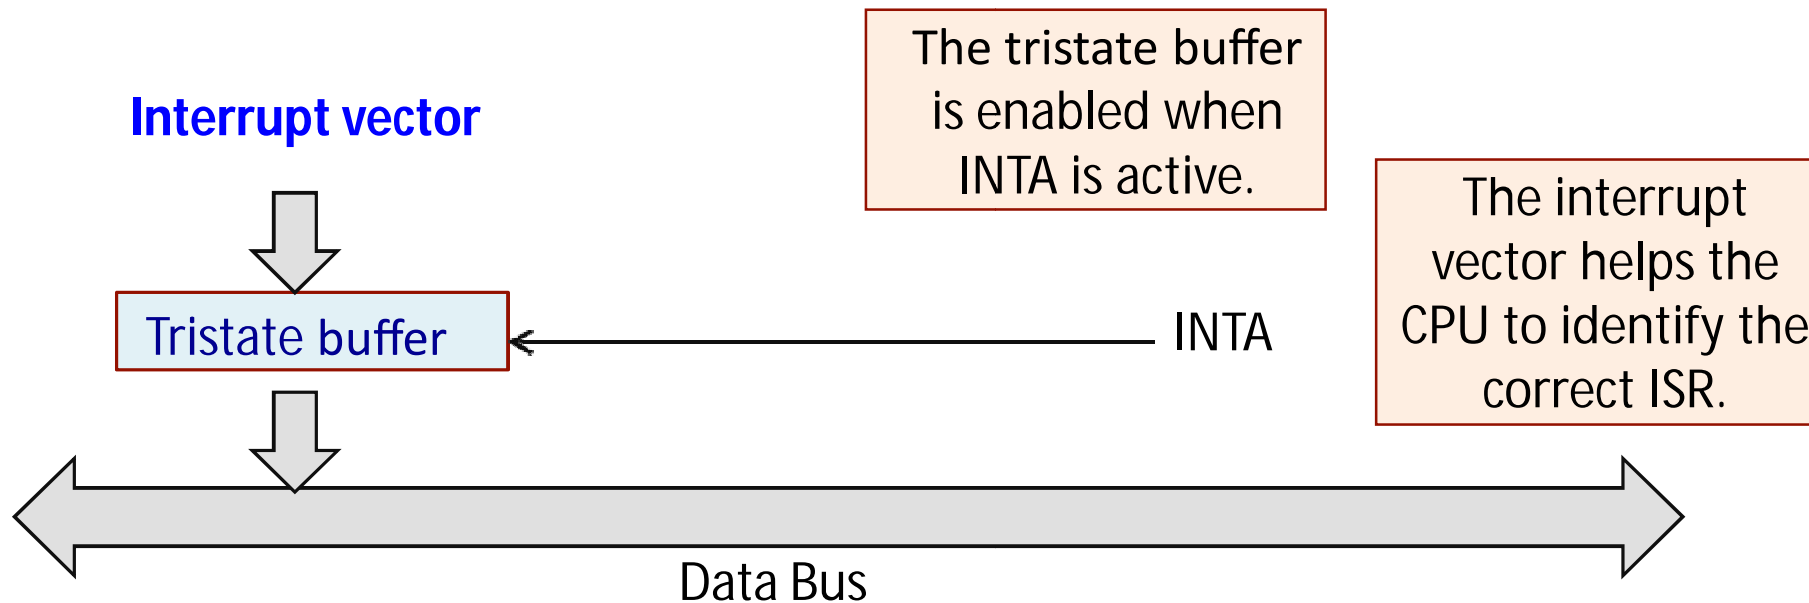 The tristate buffer
is enabled when
INTA is active.
Interrupt vector
The interrupt
vector helps the
CPU to identify the
correct ISR.
Tristate buffer
INTA
Data Bus